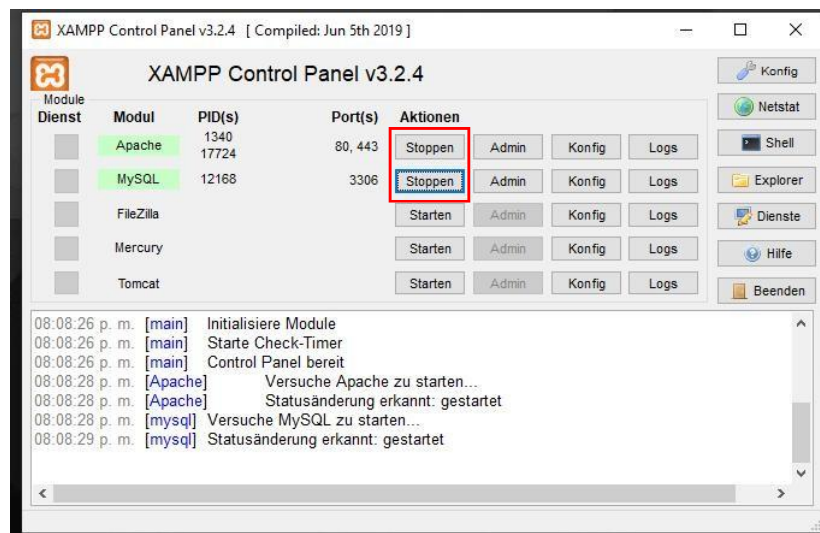 XAMPP Control Panel v3.2.4 [ Compiled: Jun 5th 2019 ]
XAMPP Control Panel v3.2.4
Konfig
Module
Dienst Modul PID(s) Port(s) Aktionen
Netstat
Apache 1340 17724 80, 443 Stoppen Admin Konfig Logs
Shell
MySQL 12168 3306 Stoppen Admin Konfig Logs
Explorer
FileZilla Starten Admin Konfig Logs
Dienste
Mercury Starten Admin Konfig Logs
Hilfe
Tomcat Starten Admin Konfig Logs
Beenden
08:08:26 p. m. [main] Initialisiere Module
08:08:26 p. m. [main] Starte Check-Timer
08:08:26 p. m. [main] Control Panel bereit
08:08:28 p. m. [Apache] Versuche Apache zu starten...
08:08:28 p. m. [Apache] Statusänderung erkannt: gestartet
08:08:28 p. m. [mysql] Versuche MySQL zu starten...
08:08:29 p. m. [mysql] Statusänderung erkannt: gestartet